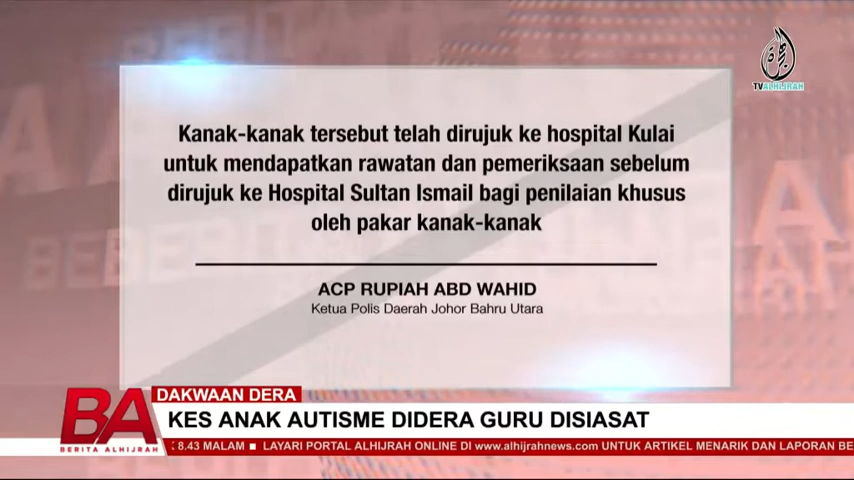 TVALHIJRAH
Kanak-kanak tersebut telah dirujuk ke hospital Kulai
untuk mendapatkan rawatan dan pemeriksaan sebelum
dirujuk ke Hospital Sultan Ismail bagi penilaian khusus
oleh pakar kanak-kanak
ACP RUPIAH ABD WAHID
Ketua Polis Daerah Johor Bahru Utara
DAKWAAN DERA
BA
BERITA ALHIJRAH
KES ANAK AUTISME DIDERA GURU DISIASAT
8.43 MALAM ■ LAYARI PORTAL ALHIJRAH ONLINE DI www.alhijrahnews.com UNTUK ARTIKEL MENARIK DAN LAPORAN BE